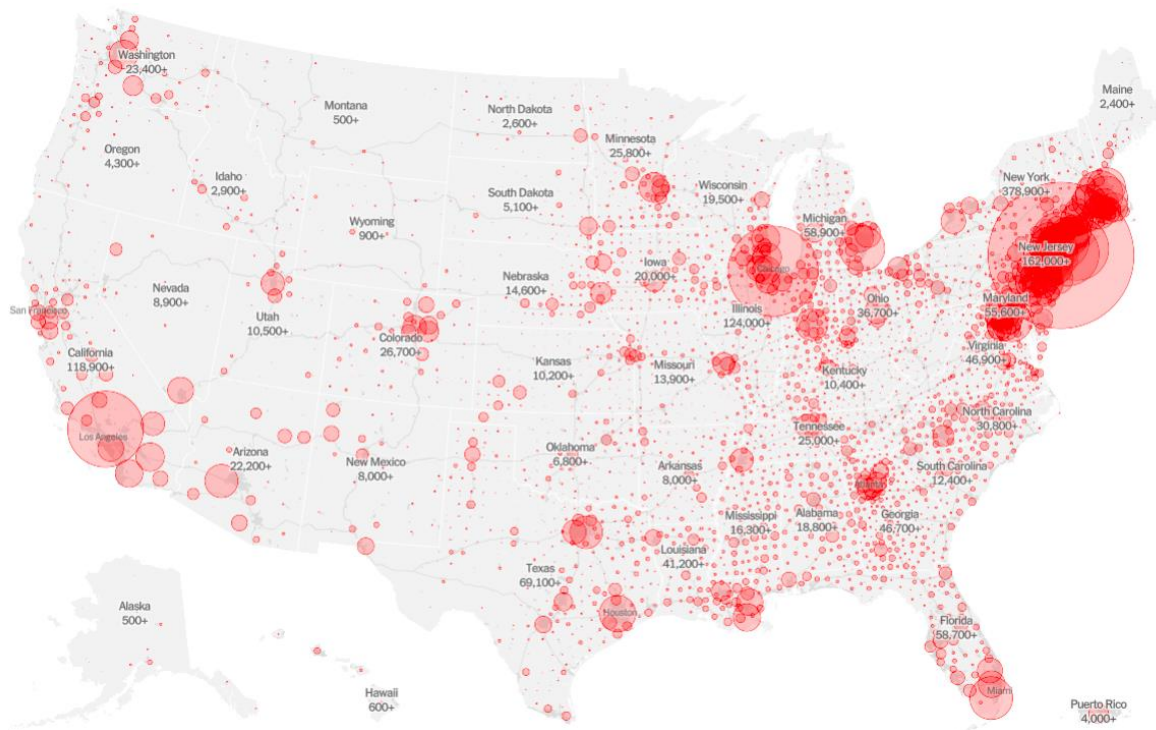 Washington
23,400+
Montana
500+
North Dakota
2,600+
Minnesota
25,800+
Maine
2,400+
Oregon
4,300+
Idaho
2,900+
South Dakota
5,100+
Wisconsin
19,500+
New York
378,900+
Wyoming
900+
Michigan
58,900+
New Jersey
162,000+
Nevada
8,900+
Nebraska
14,600+
Iowa
20,000+
Chicago
San Francisco
Utah
10,500+
Illinois
124,000+
Ohio
36,700+
Maryland
55,600+
Colorado
26,700+
California
118,900+
Kansas
10,200+
Missouri
13,900+
Kentucky
10,400+
Virginia
46,900+
Los Angeles
Arizona
22,200+
New Mexico
8,000+
Oklahoma
6,800+
Arkansas
8,000+
Tennessee
25,000+
North Carolina
30,800+
South Carolina
12,400+
Atlanta
Texas
69,100+
Louisiana
41,200+
Mississippi
16,300+
Alabama
18,800+
Georgia
46,700+
Houston
Alaska
500+
Florida
58,700+
Hawaii
600+
Miami
Puerto Rico
4,000+